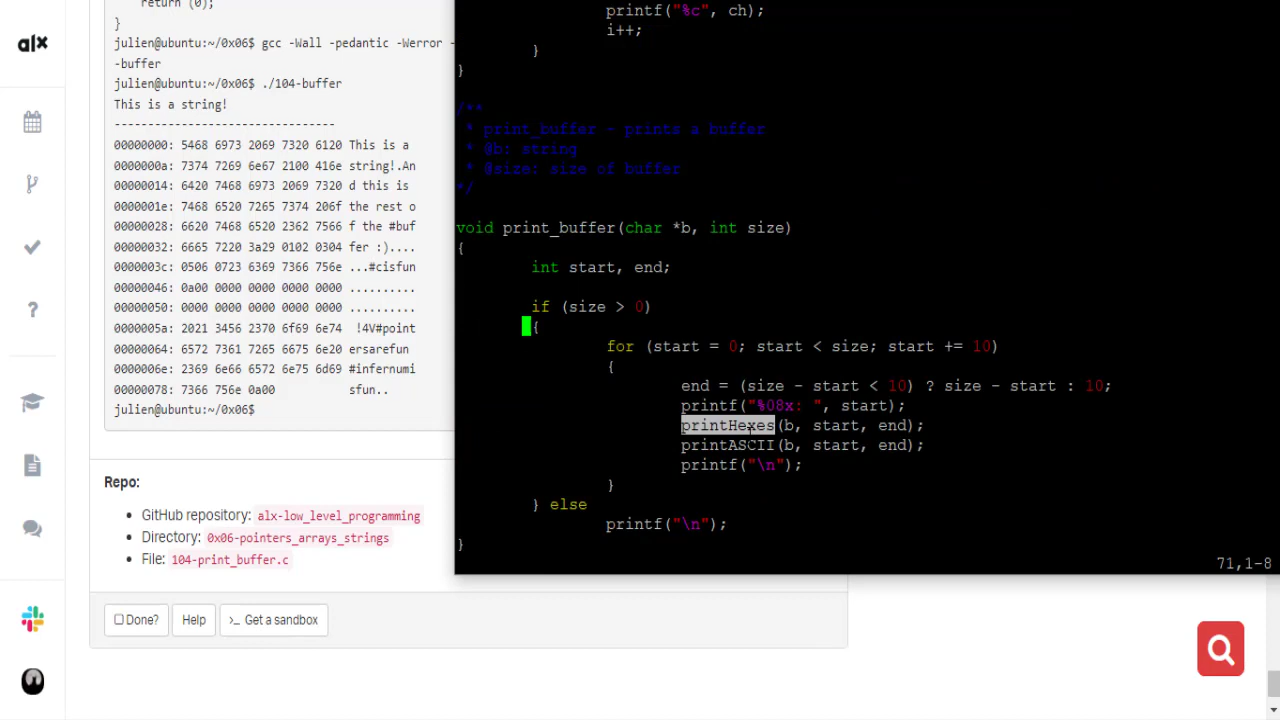 alx
return (0);
}
julien@ubuntu:~/0x06$ gcc -Wall -pedantic -Werror -
-buffer
julien@ubuntu:~/0x06$ ./104-buffer
This is a string!
---------------------------------
00000000: 5468 6973 2069 7320 6120 This is a
0000000a: 7374 7269 6e67 2100 416e string!.An
00000014: 6420 7468 6973 2069 7320 d this is
0000001e: 7468 6520 7265 7374 206f the rest o
00000028: 6620 7468 6520 2362 7566 f the #buf
00000032: 6665 7220 3a29 0102 0304 fer :)....
0000003c: 0506 0723 6369 7366 756e ...#cisfun
00000046: 0a00 0000 0000 0000 0000 ..........
00000050: 0000 0000 0000 0000 0000 ..........
0000005a: 2021 3456 2370 6f69 6e74  !4V#point
00000064: 6572 7361 7265 6675 6e20 ersarefun
0000006e: 2369 6e66 6572 6e75 6d69 #infernumi
00000078: 7366 756e 0a00           sfun..
julien@ubuntu:~/0x06$
Repo:
GitHub repository: alx-low_level_programming
Directory: 0x06-pointers_arrays_strings
File: 104-print_buffer.c
Done?
Help
>_ Get a sandbox
printf("%c", ch);
i++;
}
}
/**
* print_buffer - prints a buffer
* @b: string
* @size: size of buffer
*/
void print_buffer(char *b, int size)
{
int start, end;
if (size > 0)
{
for (start = 0; start < size; start += 10)
{
end = (size - start < 10) ? size - start : 10;
printf("%08x: ", start);
printHexes(b, start, end);
printASCII(b, start, end);
printf("\n");
}
} else
printf("\n");
}
71,1-8